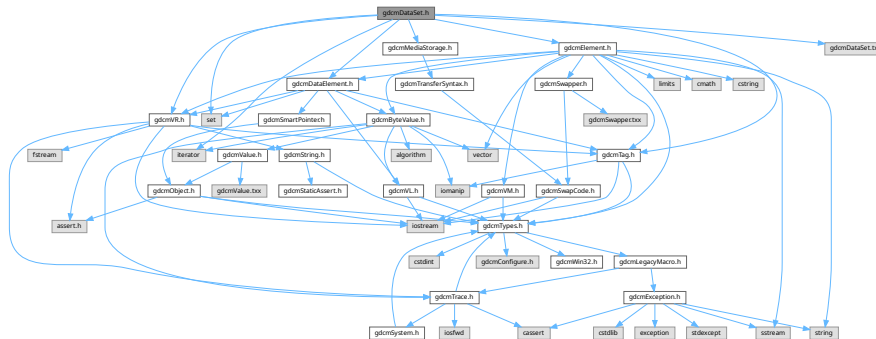 gdcmDataSet.h
gdcmMediaStorage.h
gdcmElement.h
gdcmDataSet.tx
gdcmDataElement.h
gdcmTransferSyntax.h
gdcmSwapper.h
limits
cmath
cstring
gdcmVR.h
set
gdcmSmartPointer.h
gdcmByteValue.h
gdcmSwapper.txx
fstream
iterator
gdcmValue.h
gdcmString.h
algorithm
vector
gdcmTag.h
gdcmObject.h
gdcmValue.txx
gdcmStaticAssert.h
gdcmVL.h
iomanip
gdcmVM.h
gdcmSwapCode.h
assert.h
iostream
gdcmTypes.h
cstdint
gdcmConfigure.h
gdcmWin32.h
gdcmLegacyMacro.h
gdcmTrace.h
gdcmException.h
gdcmSystem.h
iosfwd
cassert
cstdlib
exception
stdexcept
sstream
string